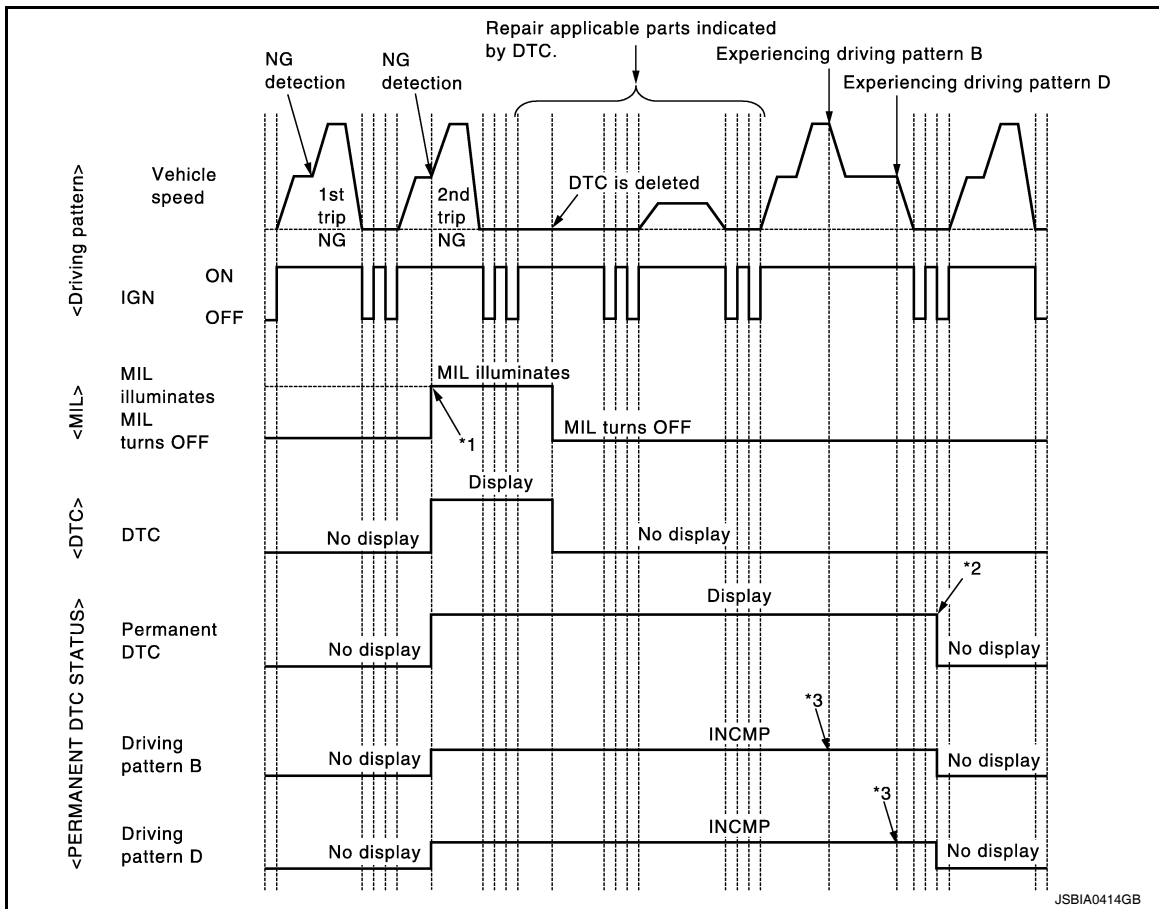 Repair applicable parts indicated
by DTC.
Experiencing driving pattern B
Experiencing driving pattern D
NG
detection
NG
detection
<Driving pattern>
Vehicle
speed
1st
trip
NG
2nd
trip
NG
DTC is deleted
IGN
ON
OFF
<MIL>
MIL
illuminates
MIL
turns OFF
MIL illuminates
*1
MIL turns OFF
<DTC>
DTC
No display
Display
No display
<PERMANENT DTC STATUS>
Permanent
DTC
No display
Display
*2
No display
Driving
pattern B
No display
INCMP
*3
No display
Driving
pattern D
No display
INCMP
*3
No display
JSBIA0414GB